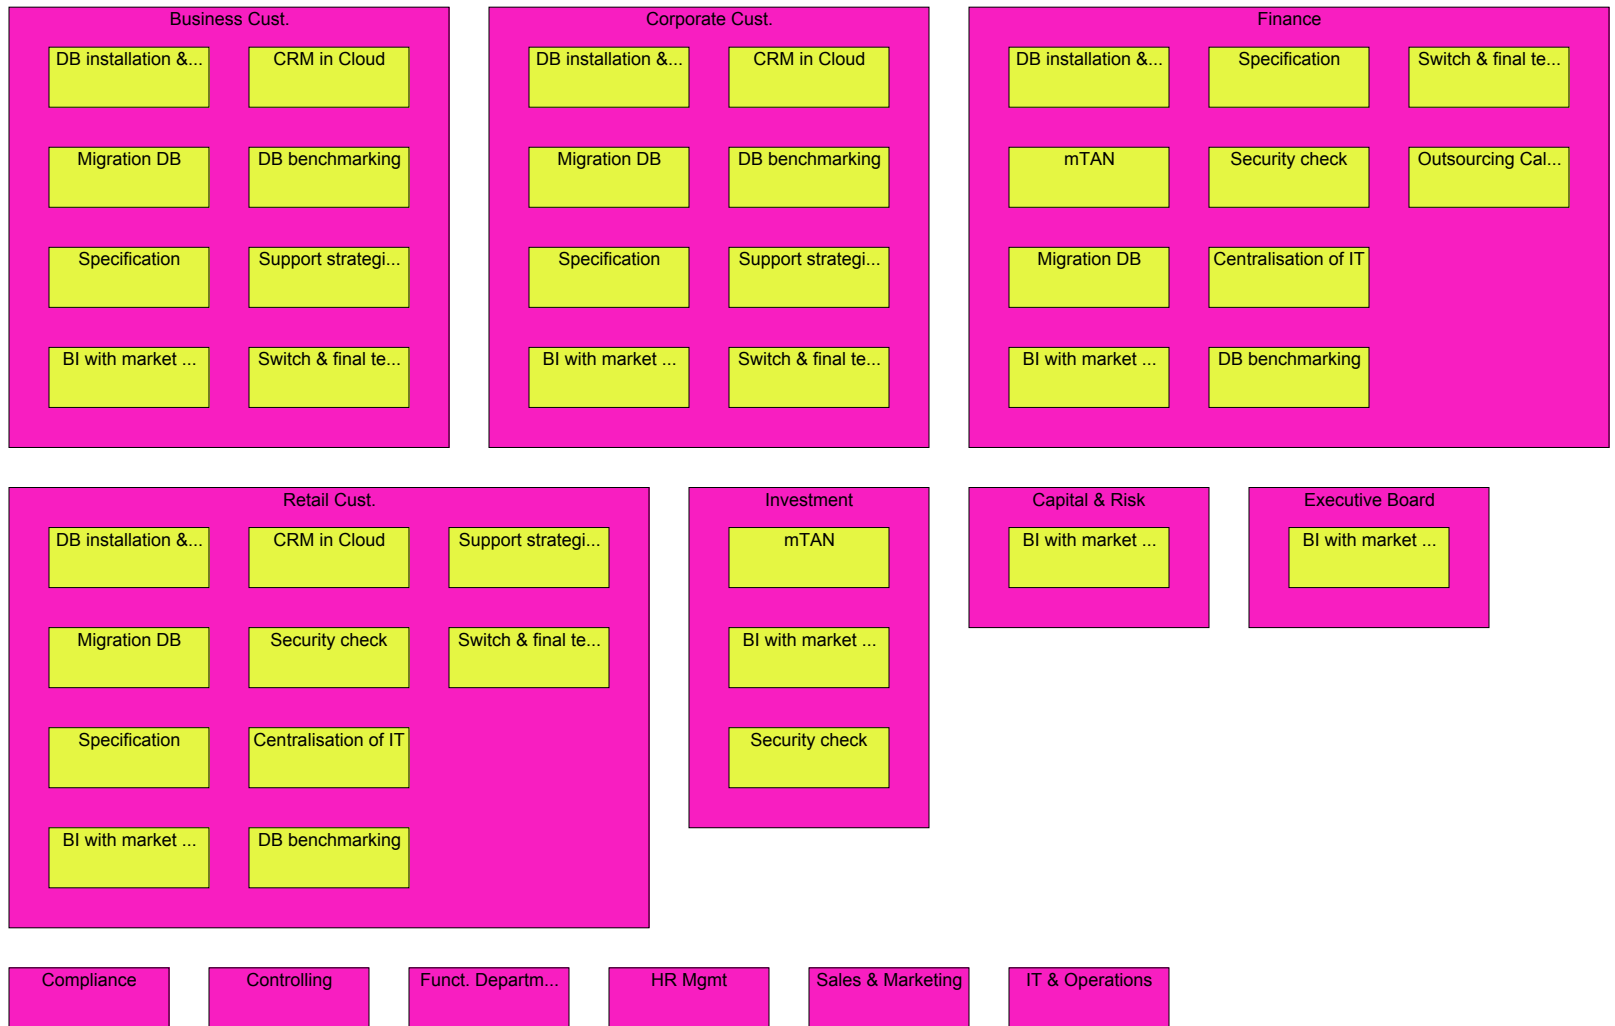 Business Cust.
DB installation &...
CRM in Cloud
Migration DB
DB benchmarking
Specification
Support strategi...
BI with market ...
Switch & final te...
Corporate Cust.
DB installation &...
CRM in Cloud
Migration DB
DB benchmarking
Specification
Support strategi...
BI with market ...
Switch & final te...
Finance
DB installation &...
Specification
Switch & final te...
mTAN
Security check
Outsourcing Cal...
Migration DB
Centralisation of IT
BI with market ...
DB benchmarking
Retail Cust.
DB installation &...
CRM in Cloud
Support strategi...
Migration DB
Security check
Switch & final te...
Specification
Centralisation of IT
BI with market ...
DB benchmarking
Investment
mTAN
BI with market ...
Security check
Capital & Risk
BI with market ...
Executive Board
BI with market ...
Compliance
Controlling
Funct. Departm...
HR Mgmt
Sales & Marketing
IT & Operations